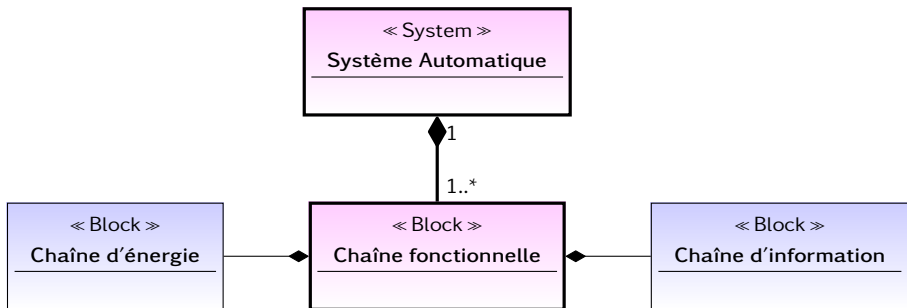 « System »
Système Automatique
1
1..*
« Block »
Chaîne d'énergie
« Block »
Chaîne fonctionnelle
« Block »
Chaîne d'information